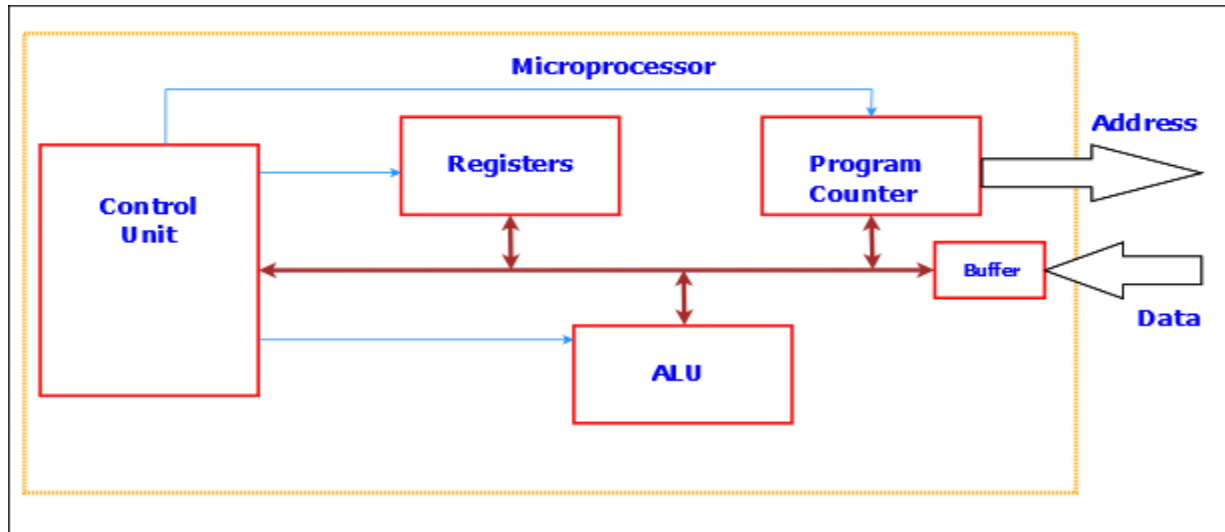 Microprocessor
Address
Registers
Program
Counter
Control
Unit
Buffer
Data
ALU